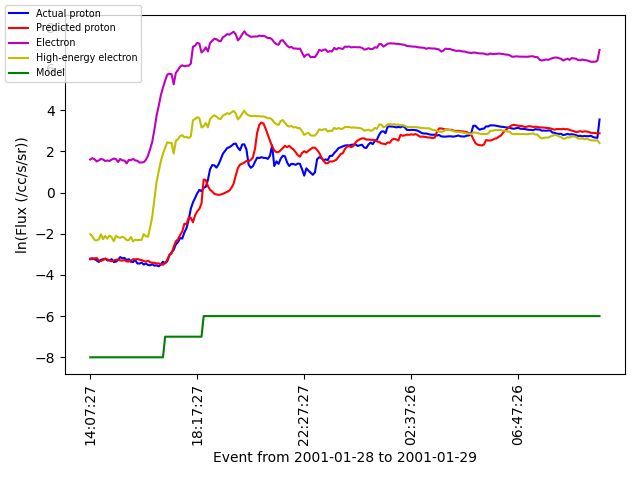 Actual proton
Predicted proton
Electron
High-energy electron
Model
ln(Flux (/cc/s/sr))
4
2
0
−2
−4
−6
−8
14:07:27
18:17:27
22:27:27
02:37:26
06:47:26
Event from 2001-01-28 to 2001-01-29